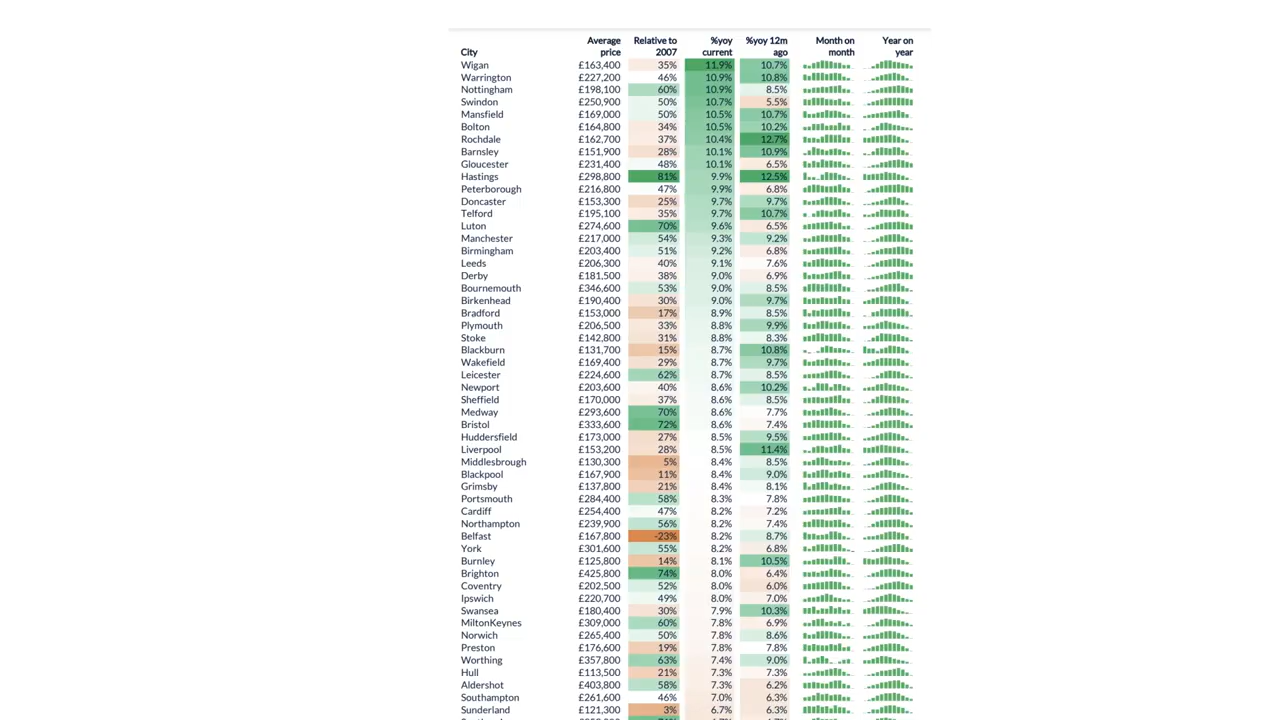 City Average price Relative to 2007 %yoy current %yoy 12m ago Month on month Year on year
Wigan £163,400 35% 11.9% 10.7%
Warrington £227,200 46% 10.9% 10.8%
Nottingham £198,100 60% 10.9% 8.5%
Swindon £250,900 50% 10.7% 5.5%
Mansfield £169,000 50% 10.5% 10.7%
Bolton £164,800 34% 10.5% 10.2%
Rochdale £162,700 37% 10.4% 12.7%
Barnsley £151,900 28% 10.1% 10.9%
Gloucester £231,400 48% 10.1% 6.5%
Hastings £298,800 81% 9.9% 12.5%
Peterborough £216,800 47% 9.9% 6.8%
Doncaster £153,300 25% 9.7% 9.7%
Telford £195,100 35% 9.7% 10.7%
Luton £274,600 70% 9.6% 6.5%
Manchester £217,000 54% 9.3% 9.2%
Birmingham £203,400 51% 9.2% 6.8%
Leeds £206,300 40% 9.1% 7.6%
Derby £181,500 38% 9.0% 6.9%
Bournemouth £346,600 53% 9.0% 8.5%
Birkenhead £190,400 30% 9.0% 9.7%
Bradford £153,000 17% 8.9% 8.5%
Plymouth £206,500 33% 8.8% 9.9%
Stoke £142,800 31% 8.8% 8.3%
Blackburn £131,700 15% 8.7% 10.8%
Wakefield £169,400 29% 8.7% 9.7%
Leicester £224,600 62% 8.7% 8.5%
Newport £203,600 40% 8.6% 10.2%
Sheffield £170,000 37% 8.6% 8.5%
Medway £293,600 70% 8.6% 7.7%
Bristol £333,600 72% 8.6% 7.4%
Huddersfield £173,000 27% 8.5% 9.5%
Liverpool £153,200 28% 8.5% 11.4%
Middlesbrough £130,300 5% 8.4% 8.5%
Blackpool £167,900 11% 8.4% 9.0%
Grimsby £137,800 21% 8.4% 8.1%
Portsmouth £284,400 58% 8.3% 7.8%
Cardiff £254,400 47% 8.2% 7.2%
Northampton £239,900 56% 8.2% 7.4%
Belfast £167,800 -23% 8.2% 8.7%
York £301,600 55% 8.2% 6.8%
Burnley £125,800 14% 8.1% 10.5%
Brighton £425,800 74% 8.0% 6.4%
Coventry £202,500 52% 8.0% 6.0%
Ipswich £220,700 49% 8.0% 7.0%
Swansea £180,400 30% 7.9% 10.3%
MiltonKeynes £309,000 60% 7.8% 6.9%
Norwich £265,400 50% 7.8% 8.6%
Preston £176,600 19% 7.8% 7.8%
Worthing £357,800 63% 7.4% 9.0%
Hull £113,500 21% 7.3% 7.3%
Aldershot £403,800 58% 7.3% 6.2%
Southampton £261,600 46% 7.0% 6.3%
Sunderland £121,300 3% 6.7% 6.3%